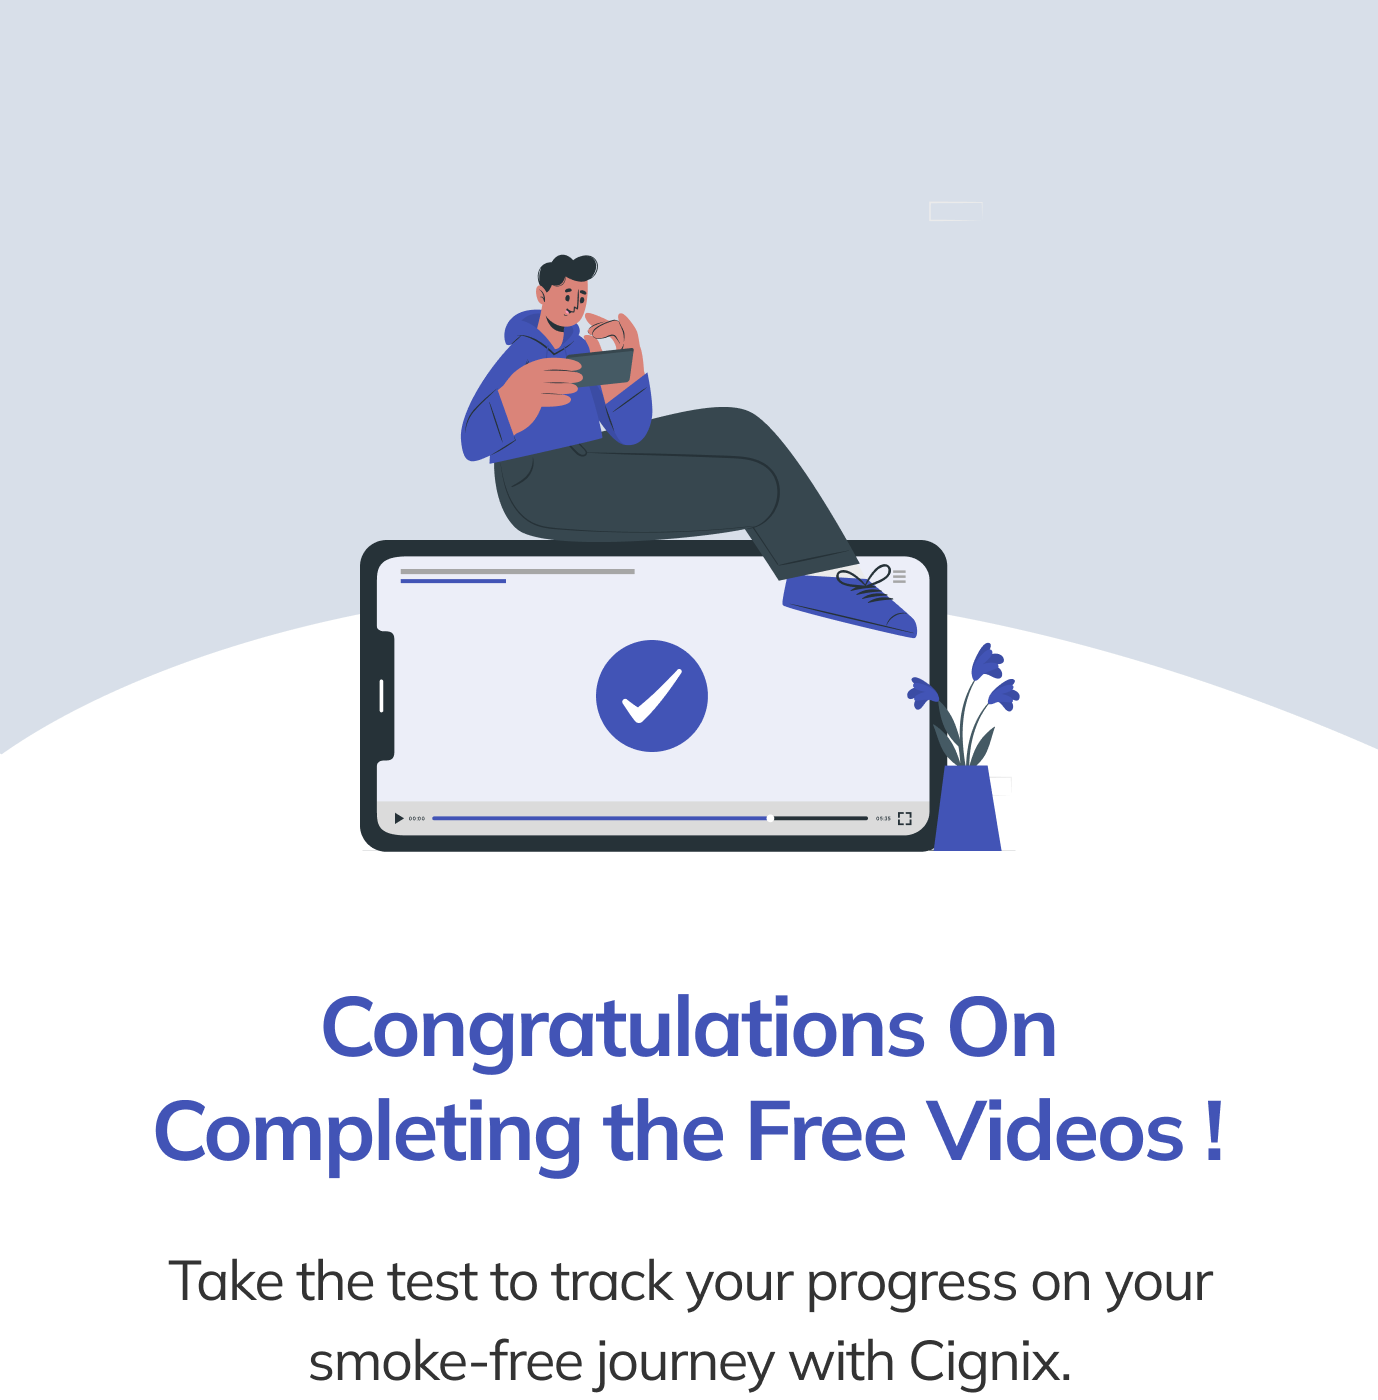 00:00
05:35
Congratulations On
Completing the Free Videos !
Take the test to track your progress on your
smoke-free journey with Cignix.